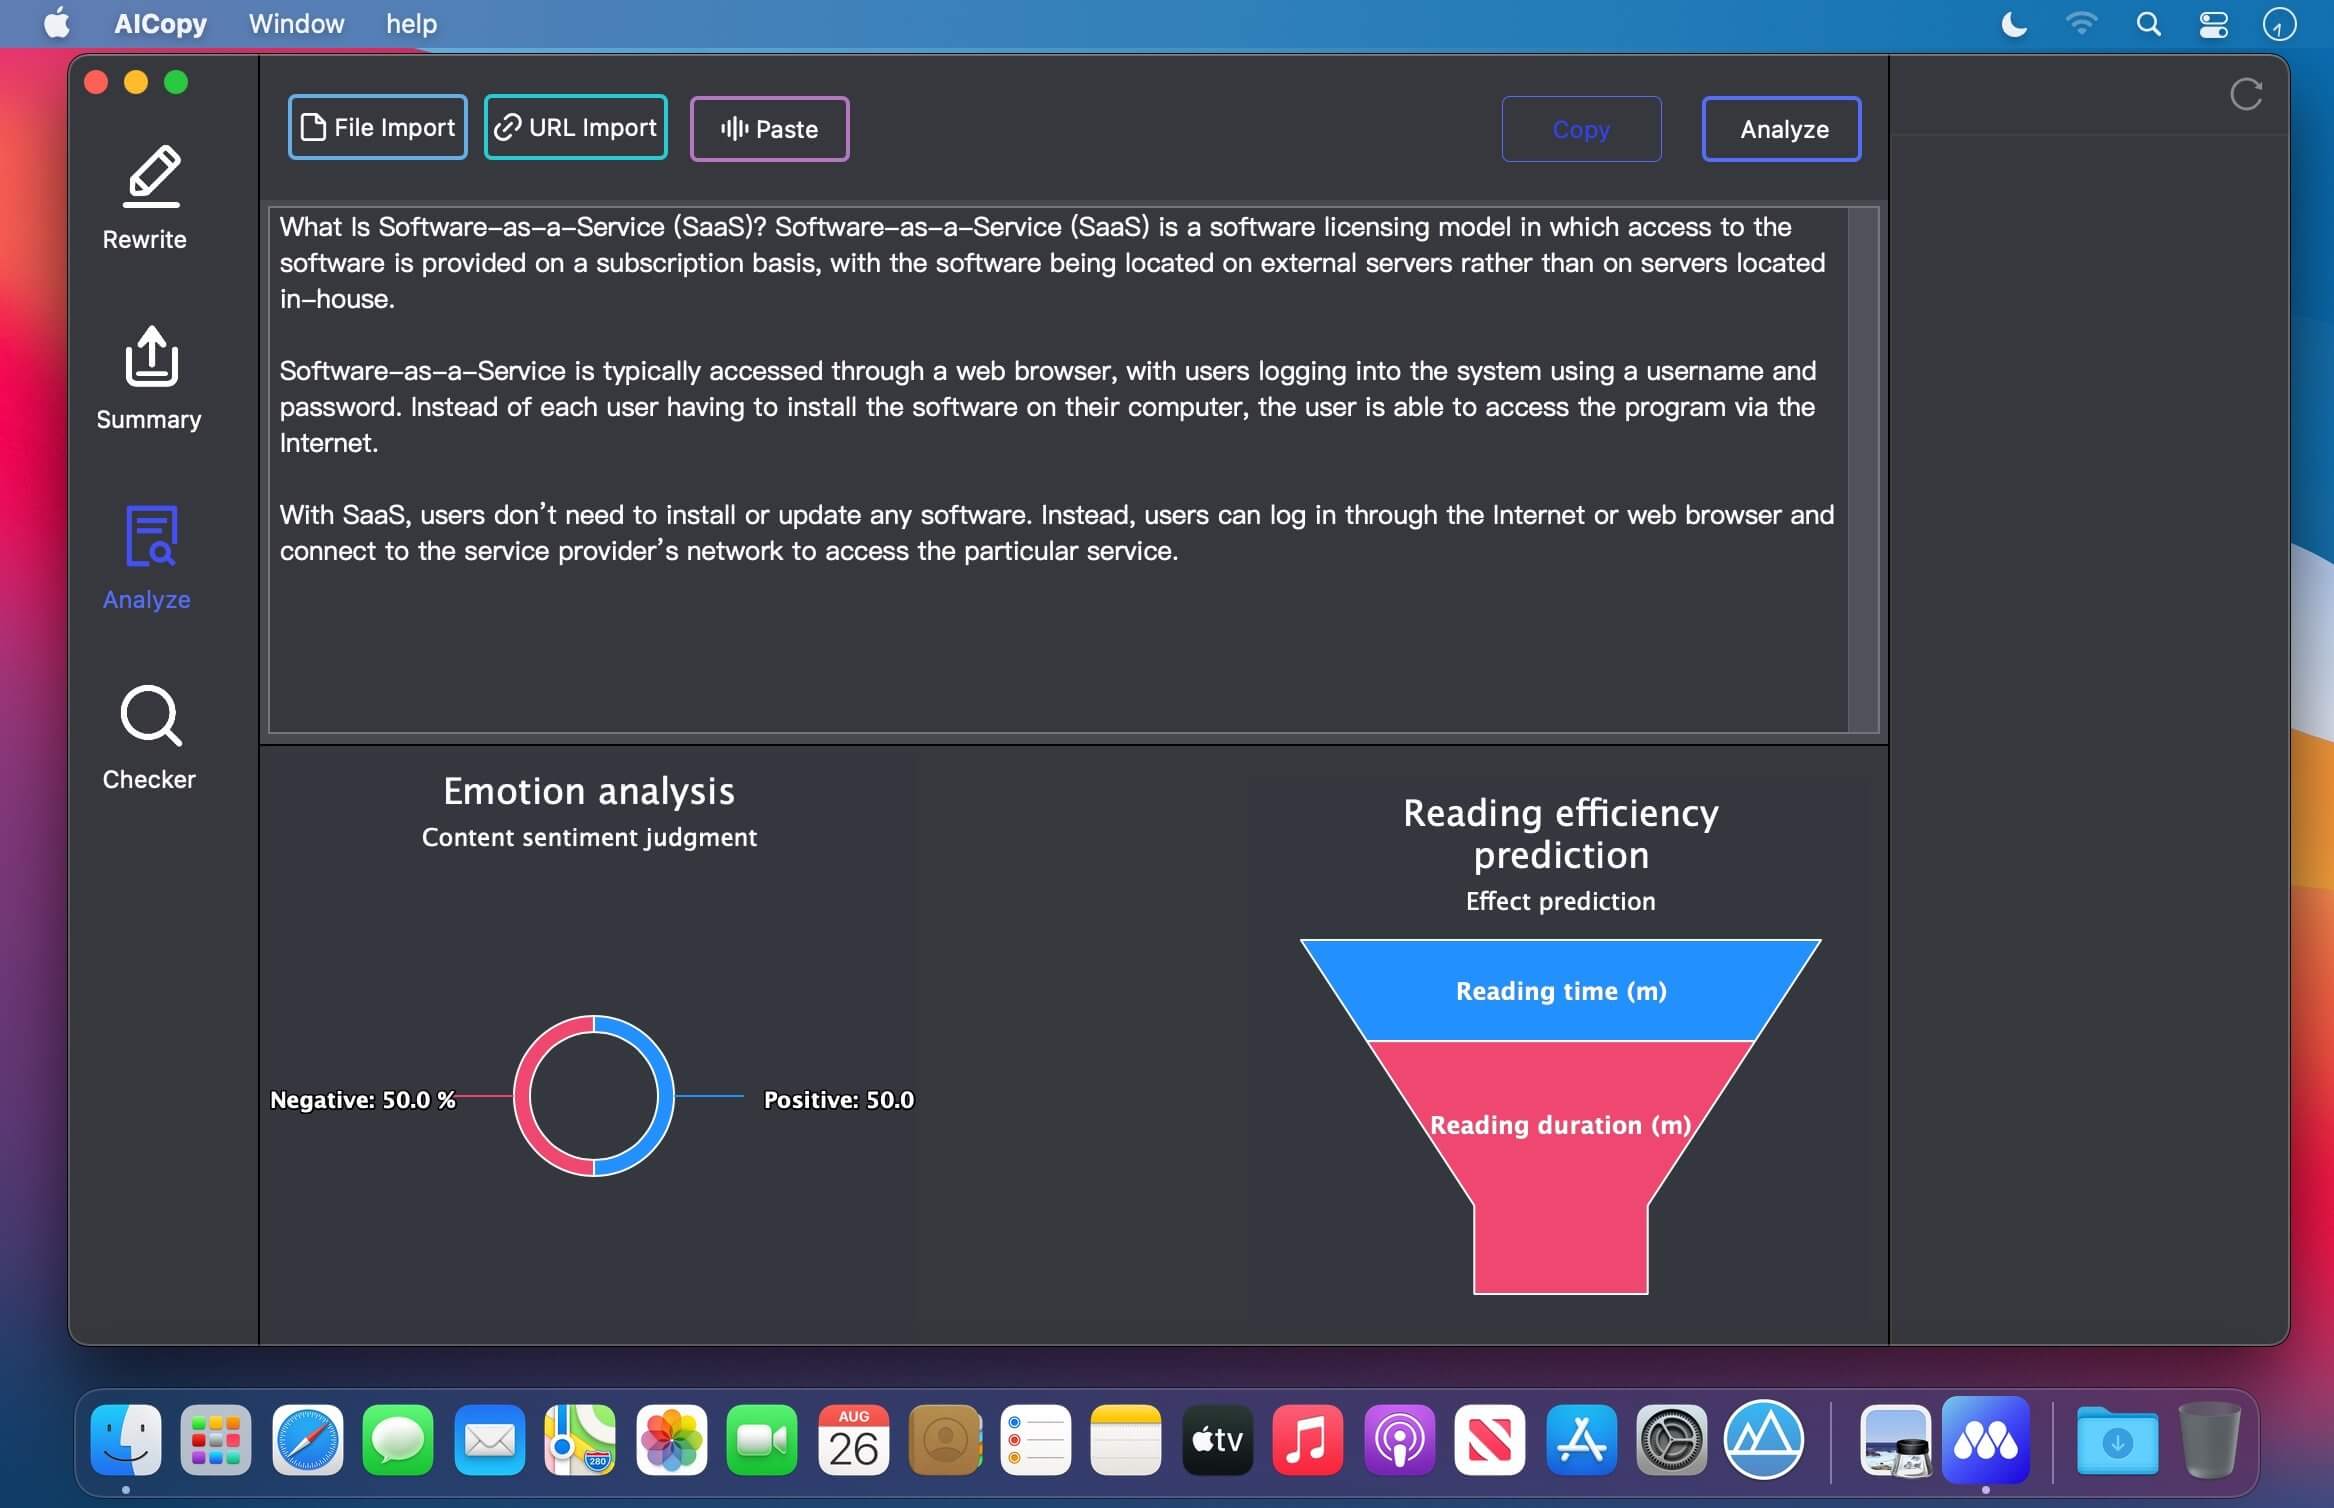 AICopy Window help
File Import URL Import Paste Copy Analyze
Rewrite
Summary
Analyze
Checker
What Is Software-as-a-Service (SaaS)? Software-as-a-Service (SaaS) is a software licensing model in which access to the
software is provided on a subscription basis, with the software being located on external servers rather than on servers located
in-house.
Software-as-a-Service is typically accessed through a web browser, with users logging into the system using a username and
password. Instead of each user having to install the software on their computer, the user is able to access the program via the
Internet.
With SaaS, users don't need to install or update any software. Instead, users can log in through the Internet or web browser and
connect to the service provider's network to access the particular service.
Emotion analysis
Content sentiment judgment
Negative: 50.0 %
Positive: 50.0
Reading efficiency
prediction
Effect prediction
Reading time (m)
Reading duration (m)
280
AUG
26
tv